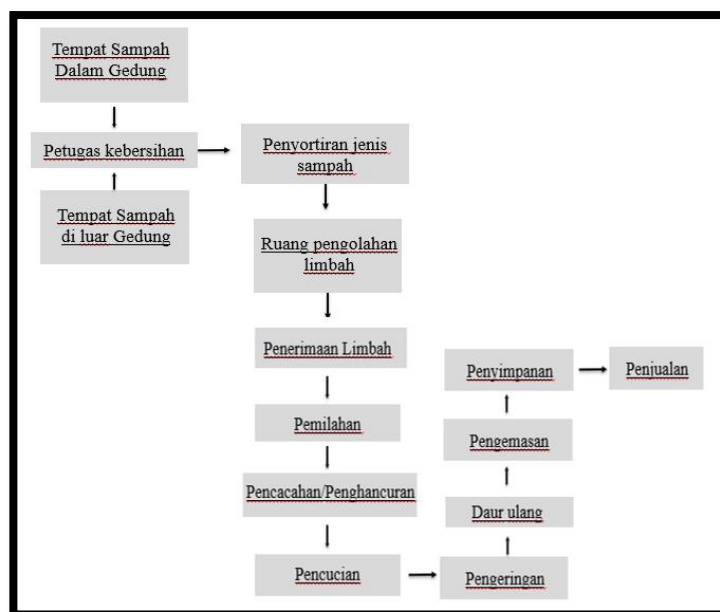 Tempat Sampah
Dalam Gedung
Petugas kebersihan
Tempat Sampah
di luar Gedung
Penyortiran jenis
sampah
Ruang pengolahan
limbah
Penerimaan Limbah
Pemilahan
Pencacahan/Penghancuran
Pencucian
Pengeringan
Daur ulang
Pengemasan
Penyimpanan
Penjualan